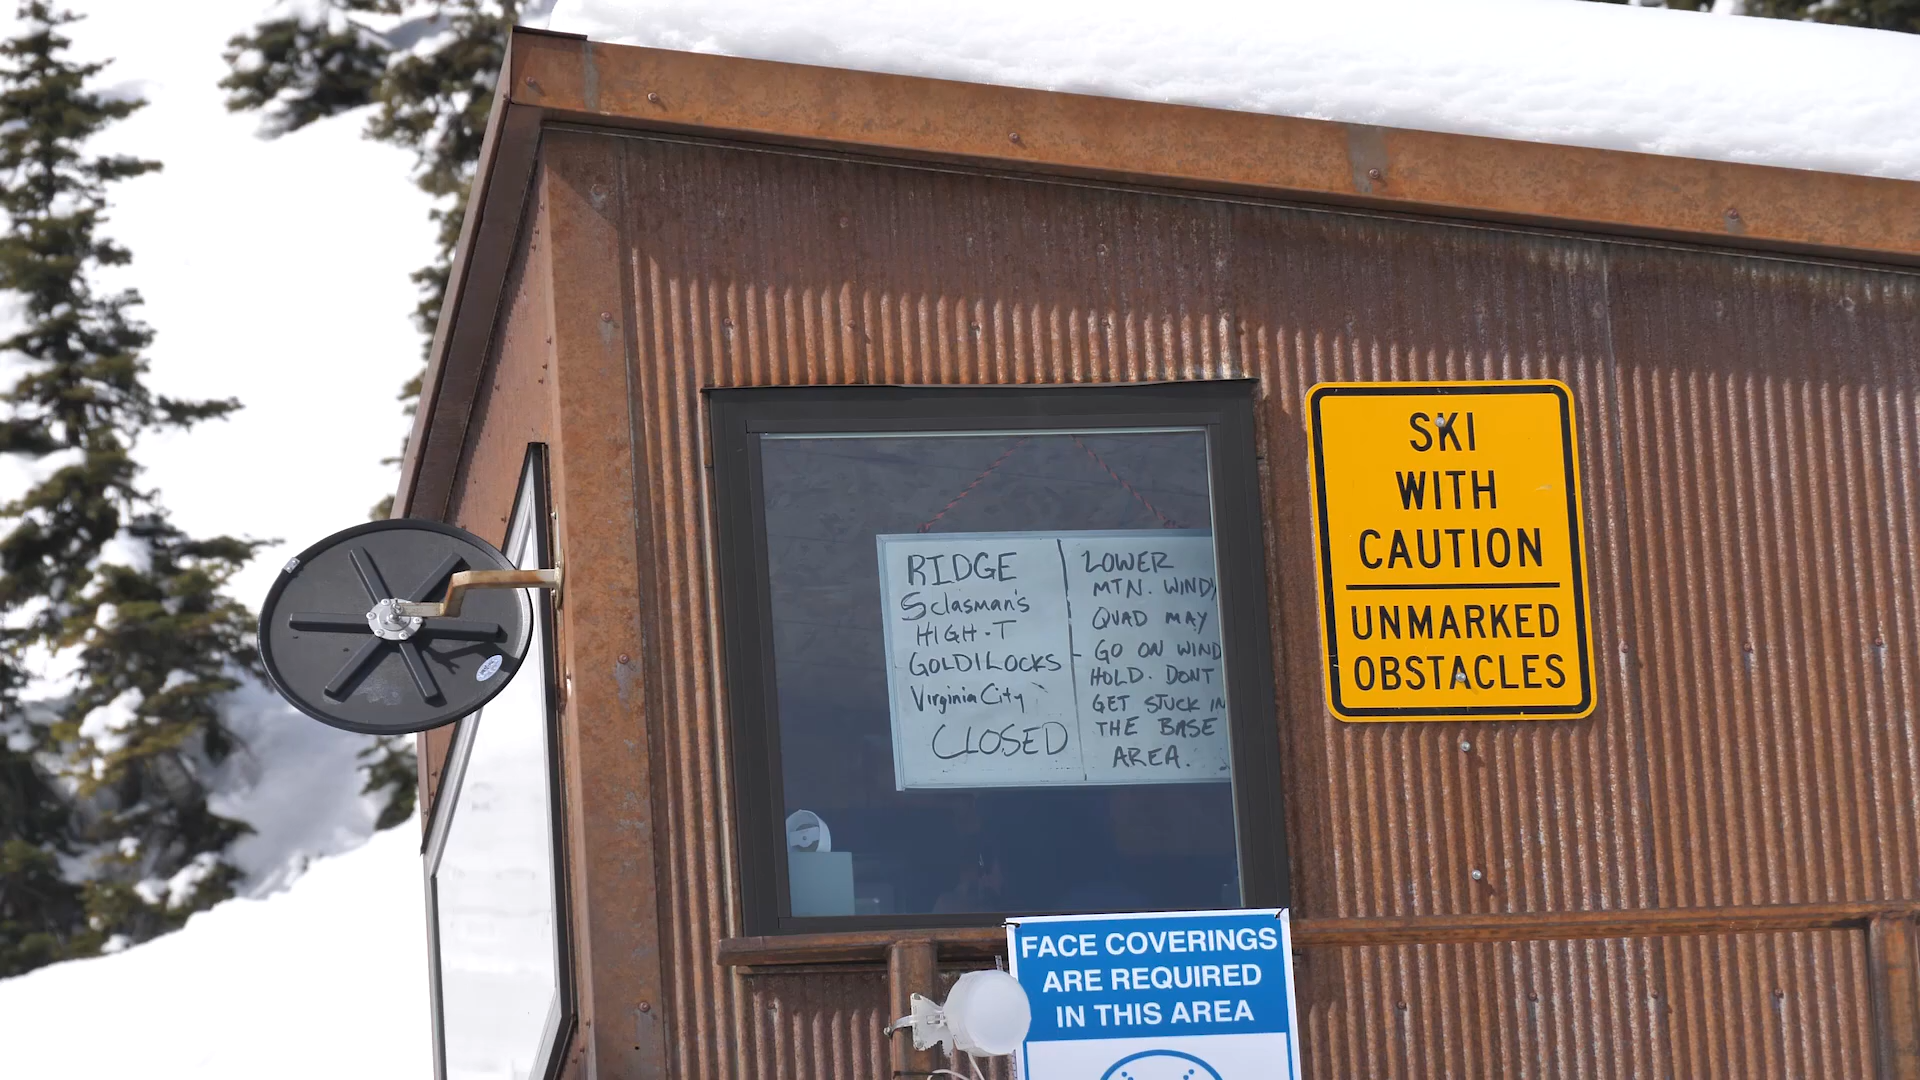 RIDGE
Sclasman's
HIGH-T
GOLDILOCKS
Virginia City
CLOSED
LOWER
MTN. WINDY
QUAD MAY
GO ON WIND
HOLD. DONT
GET STUCK IN
THE BASE
AREA.
SKI
WITH
CAUTION
UNMARKED
OBSTACLES
FACE COVERINGS
ARE REQUIRED
IN THIS AREA